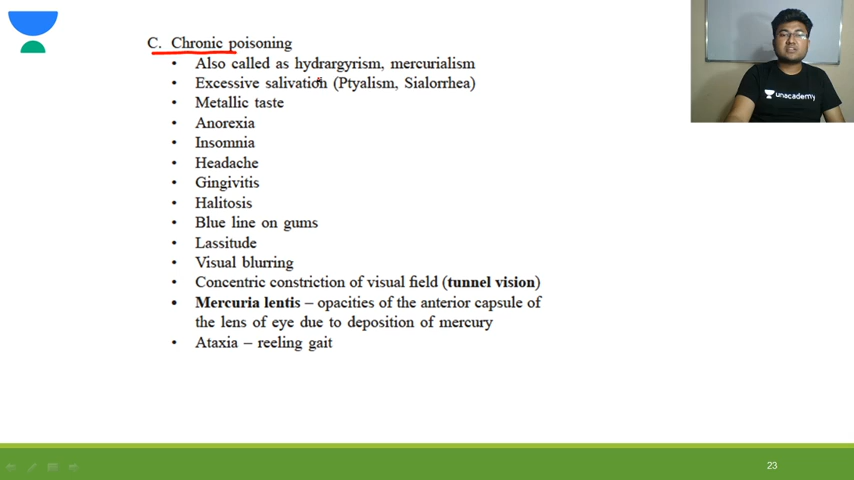 C. Chronic poisoning
• Also called as hydrargyrism, mercurialism
• Excessive salivation (Ptyalism, Sialorrhea)
• Metallic taste
• Anorexia
• Insomnia
• Headache
• Gingivitis
• Halitosis
• Blue line on gums
• Lassitude
• Visual blurring
• Concentric constriction of visual field (tunnel vision)
• Mercuria lentis – opacities of the anterior capsule of
the lens of eye due to deposition of mercury
• Ataxia – reeling gait
unacademy
23